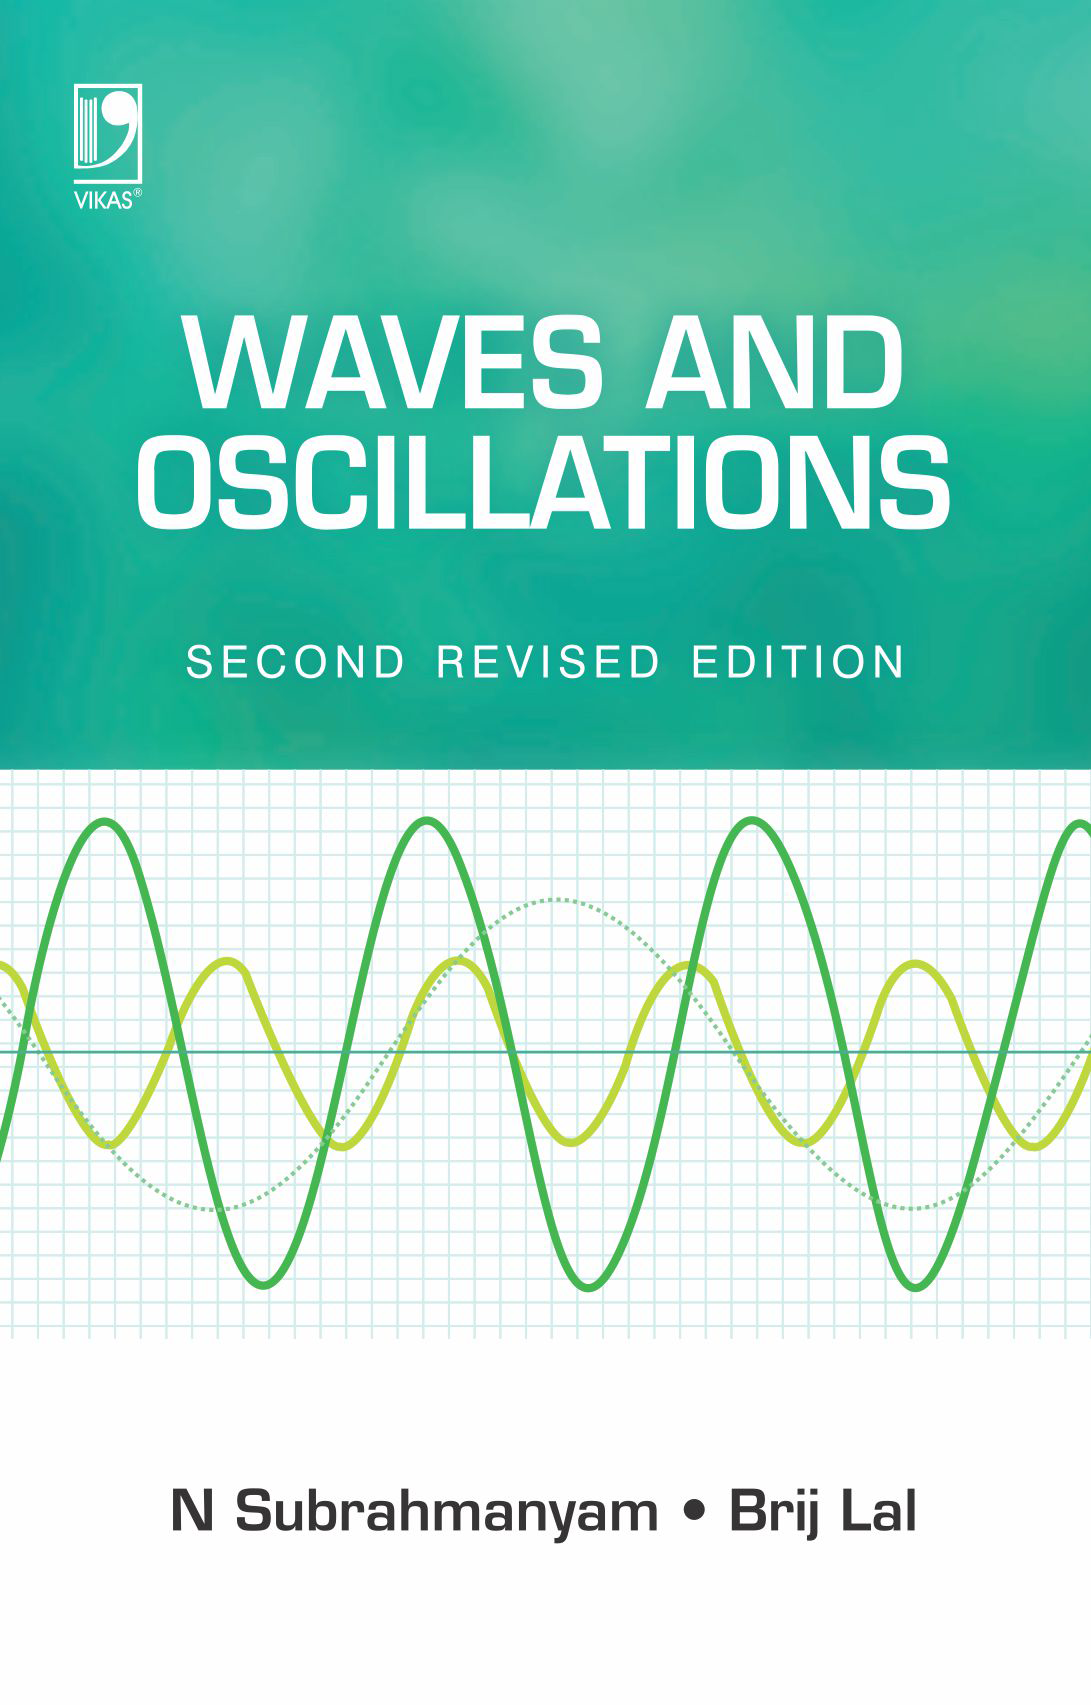 VIKAS®
WAVES AND
OSCILLATIONS
SECOND REVISED EDITION
N Subrahmanyam • Brij Lal